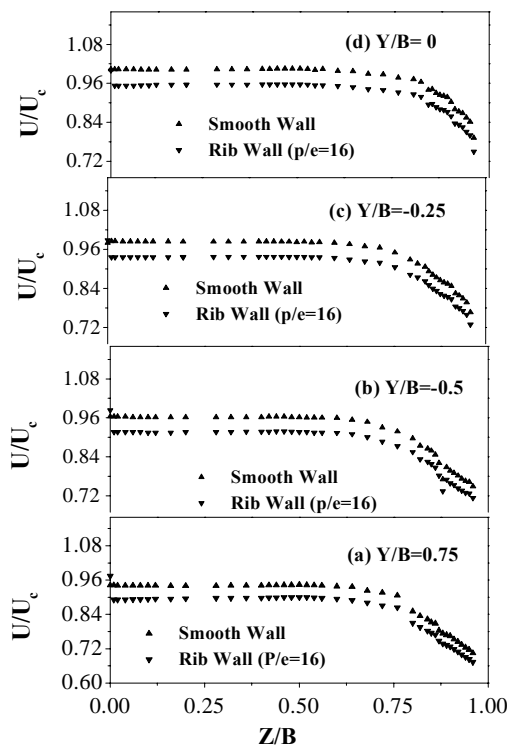 (d) Y/B= 0
1.08
0.96
0.84
0.72
U/Uc
Smooth Wall
Rib Wall (p/e=16)
(c) Y/B=-0.25
1.08
0.96
0.84
0.72
U/Uc
Smooth Wall
Rib Wall (p/e=16)
(b) Y/B=-0.5
1.08
0.96
0.84
0.72
U/Uc
Smooth Wall
Rib Wall (p/e=16)
(a) Y/B=0.75
1.08
0.96
0.84
0.72
0.60
U/Uc
Smooth Wall
Rib Wall (P/e=16)
0.00 0.25 0.50 0.75 1.00
Z/B